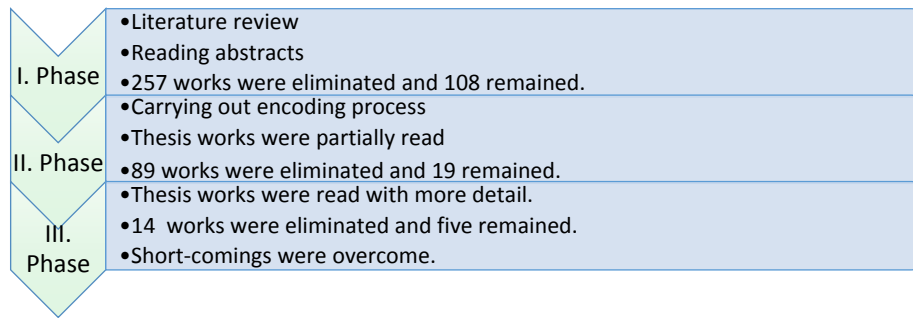 I. Phase
•Literature review
•Reading abstracts
•257 works were eliminated and 108 remained.
II. Phase
•Carrying out encoding process
•Thesis works were partially read
•89 works were eliminated and 19 remained.
III.
Phase
•Thesis works were read with more detail.
•14 works were eliminated and five remained.
•Short-comings were overcome.